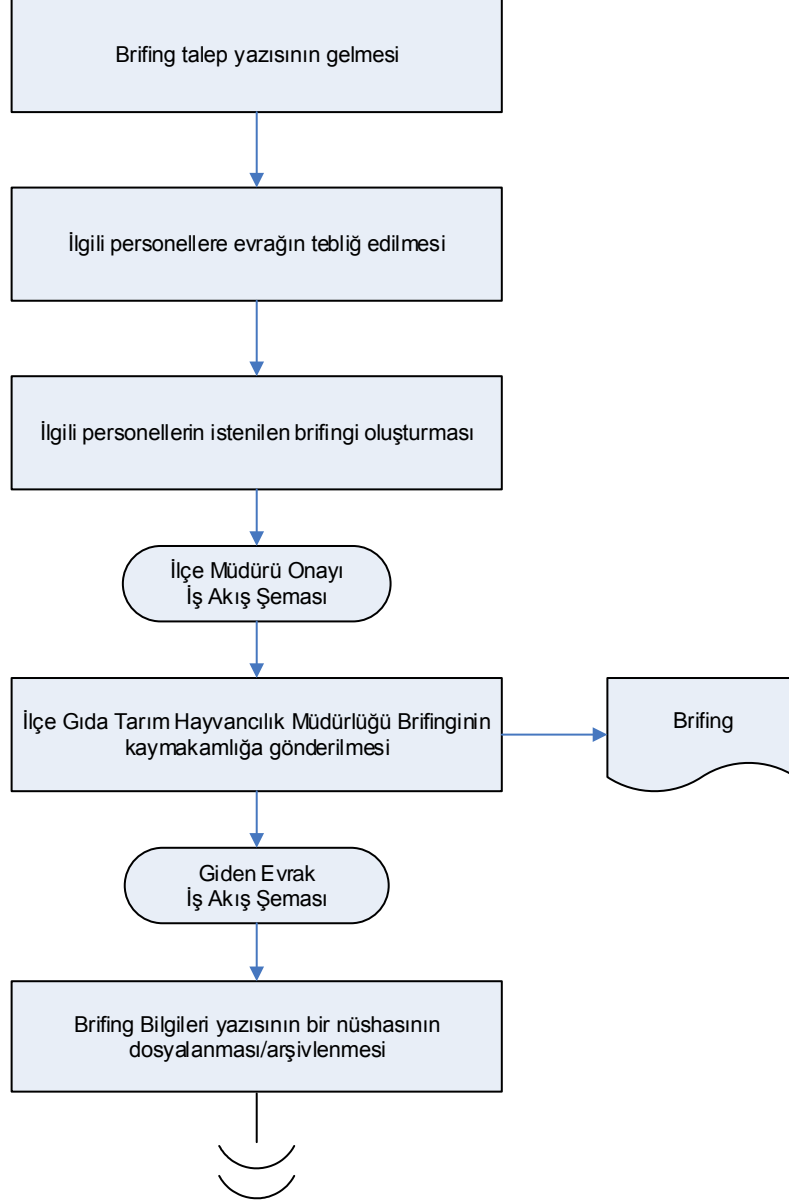 Brifing talep yazısının gelmesi
İlgili personellere evrağın tebliğ edilmesi
İlgili personellerin istenilen brifingi oluşturması
İlçe Müdürü Onayı
İş Akış Şeması
İlçe Gıda Tarım Hayvancılık Müdürlüğü Brifinginin
kaymakamlığa gönderilmesi
Brifing
Giden Evrak
İş Akış Şeması
Brifing Bilgileri yazısının bir nüshasının
dosyalanması/arşivlenmesi